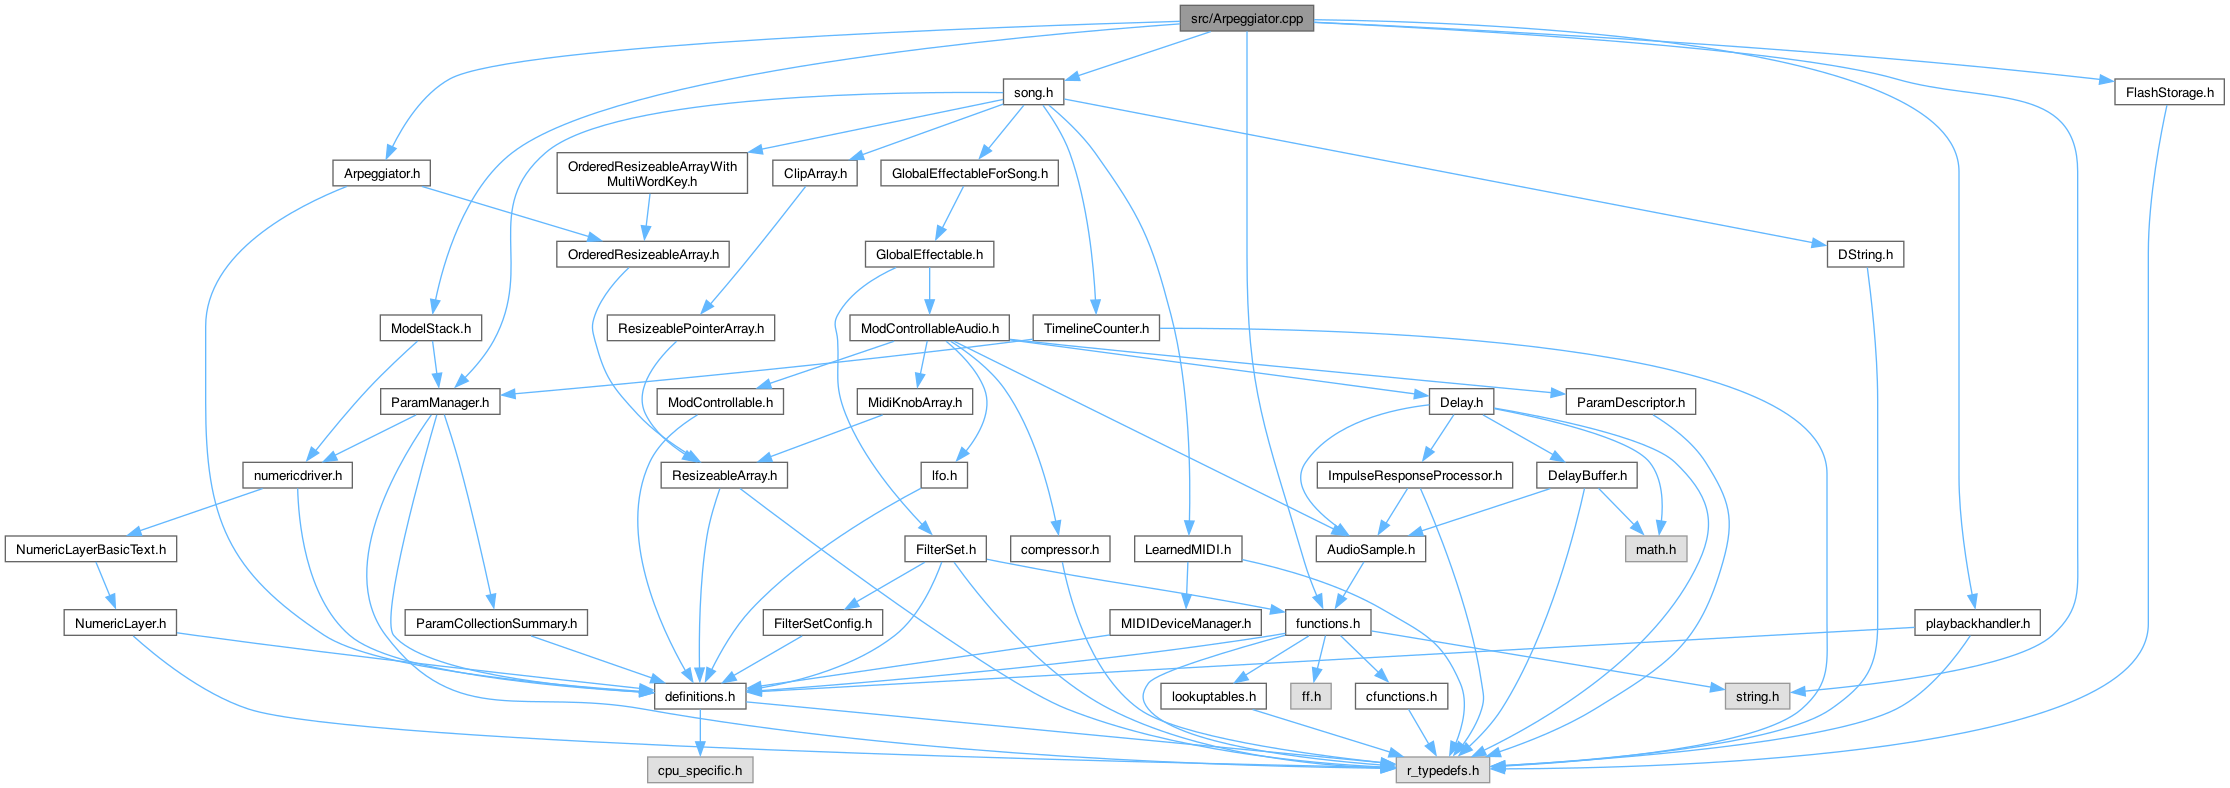 src/Arpeggiator.cpp
song.h
FlashStorage.h
Arpeggiator.h
OrderedResizeableArrayWith
MultiWordKey.h
ClipArray.h
GlobalEffectableForSong.h
OrderedResizeableArray.h
GlobalEffectable.h
DString.h
ModelStack.h
ResizeablePointerArray.h
ModControllableAudio.h
TimelineCounter.h
ParamManager.h
ModControllable.h
MidiKnobArray.h
Delay.h
ParamDescriptor.h
numericdriver.h
ResizeableArray.h
lfo.h
ImpulseResponseProcessor.h
DelayBuffer.h
NumericLayerBasicText.h
FilterSet.h
compressor.h
LearnedMIDI.h
AudioSample.h
math.h
NumericLayer.h
ParamCollectionSummary.h
FilterSetConfig.h
MIDIDeviceManager.h
functions.h
playbackhandler.h
definitions.h
lookuptables.h
ff.h
cfunctions.h
string.h
cpu_specific.h
r_typedefs.h